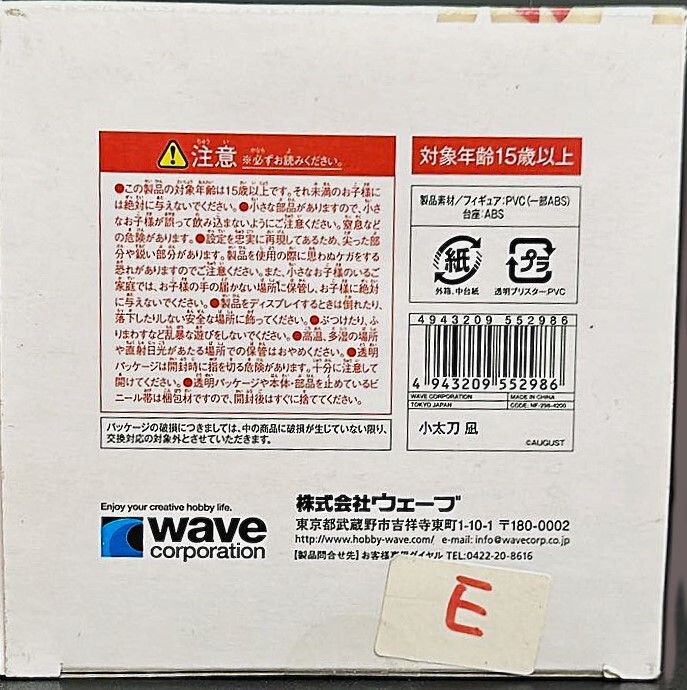 注意 ※必ずお読みください。
●この製品の対象年齢は15歳以上です。それ未満のお子様には
絶対に与えないでください。●小さな部品がありますので、小さ
なお子様が誤って飲み込まないようにご注意ください。窒息など
の危険があります。●設定を忠実に再現してあるため、尖った部
分や鋭い部分があります。製品を使用の際に思わぬケガをする
恐れがありますのでご注意ください。また、小さなお子様のいるご
家庭では、お子様の手の届かない場所に保管し、お子様に絶対
に与えないでください。●製品をディスプレイするときは倒れたり、
落下したりしない安全な場所に飾ってください。●ぶつけたり、ふ
りまわすなど乱暴な遊びをしないでください。●高温、多湿の場所
や直射日光があたる場所での保管はおやめください。●透明
パッケージは開封時に指を切る危険があります。十分に注意して
開けてください。●透明パッケージや本体・部品を止めているビ
ニール帯は梱包材ですので、開封後はすぐに捨ててください。
パッケージの破損につきましては、中の商品に破損が生じていない限り、
交換対応の対象外とさせていただきます。
対象年齢15歳以上
製品素材/フィギュア:PVC(一部ABS)
台座:ABS
紙 プラ
外箱、中台紙 透明ブリスター:PVC
4943209 552986
4 943209 552986
WAVE CORPORATION MADE IN CHINA
TOKYO JAPAN CODE: NF-296-4200
小太刀 凪
©AUGUST
Enjoy your creative hobby life.
wave
corporation
株式会社ウェーブ
東京都武蔵野市吉祥寺東町1-10-1 〒180-0002
http://www.hobby-wave.com/ e-mail: info@wavecorp.co.jp
【製品問合せ先】お客様専用ダイヤル TEL:0422-20-8616
E